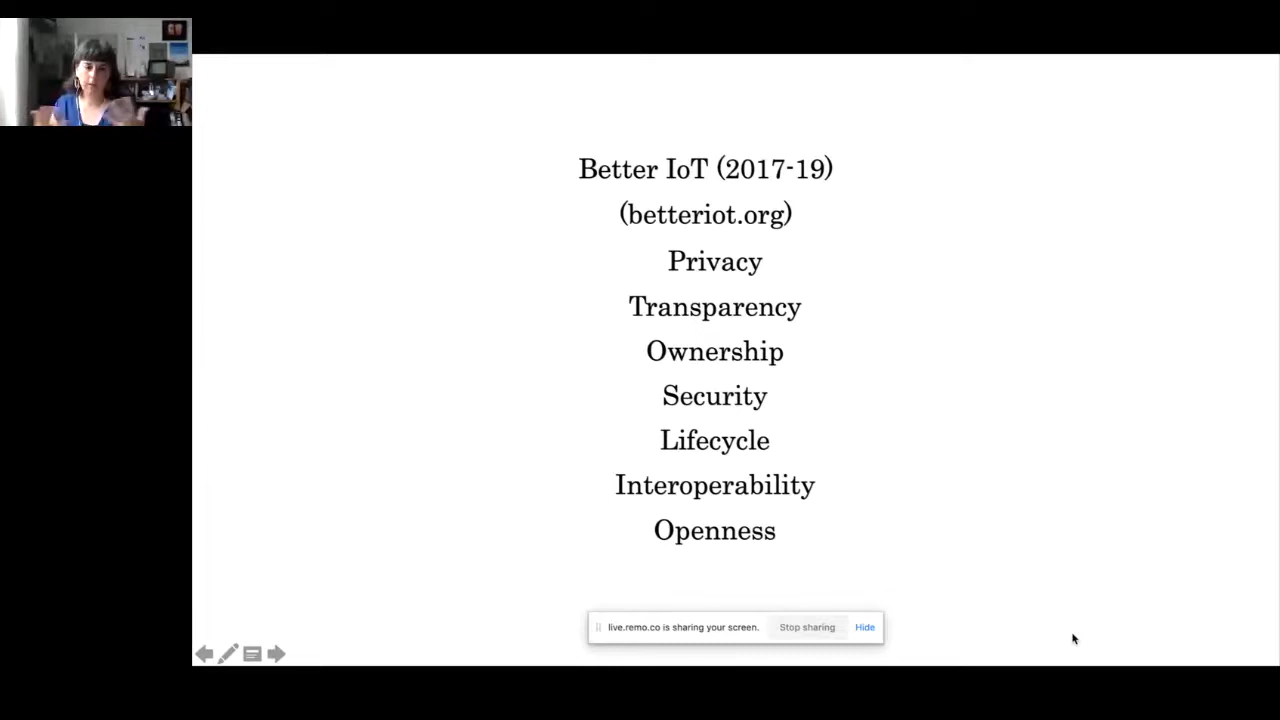 Better IoT (2017-19)
(betteriot.org)
Privacy
Transparency
Ownership
Security
Lifecycle
Interoperability
Openness
live.remo.co is sharing your screen. Stop sharing Hide